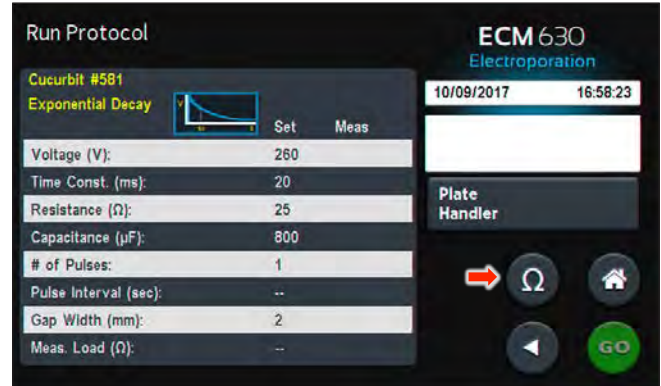 Run Protocol
Cucurbit #581
Exponential Decay
V
Set Meas
Voltage (V): 260
Time Const. (ms): 20
Resistance (Ω): 25
Capacitance (µF): 800
# of Pulses: 1
Pulse Interval (sec): --
Gap Width (mm): 2
Meas. Load (Ω): --
ECM 630
Electroporation
10/09/2017 16:58:23
Plate
Handler
Ω
GO